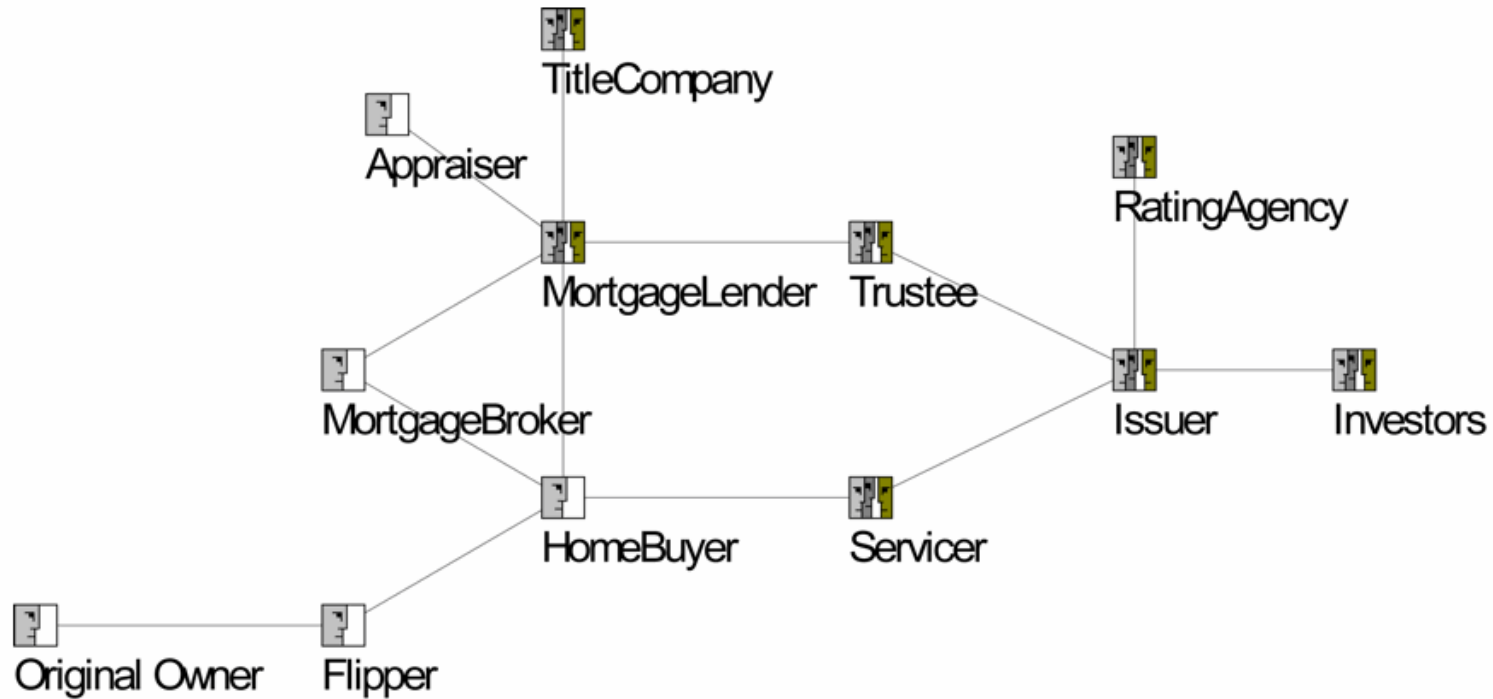 TitleCompany
Appraiser
RatingAgency
MortgageLender
Trustee
MortgageBroker
Issuer
Investors
HomeBuyer
Servicer
Original Owner
Flipper